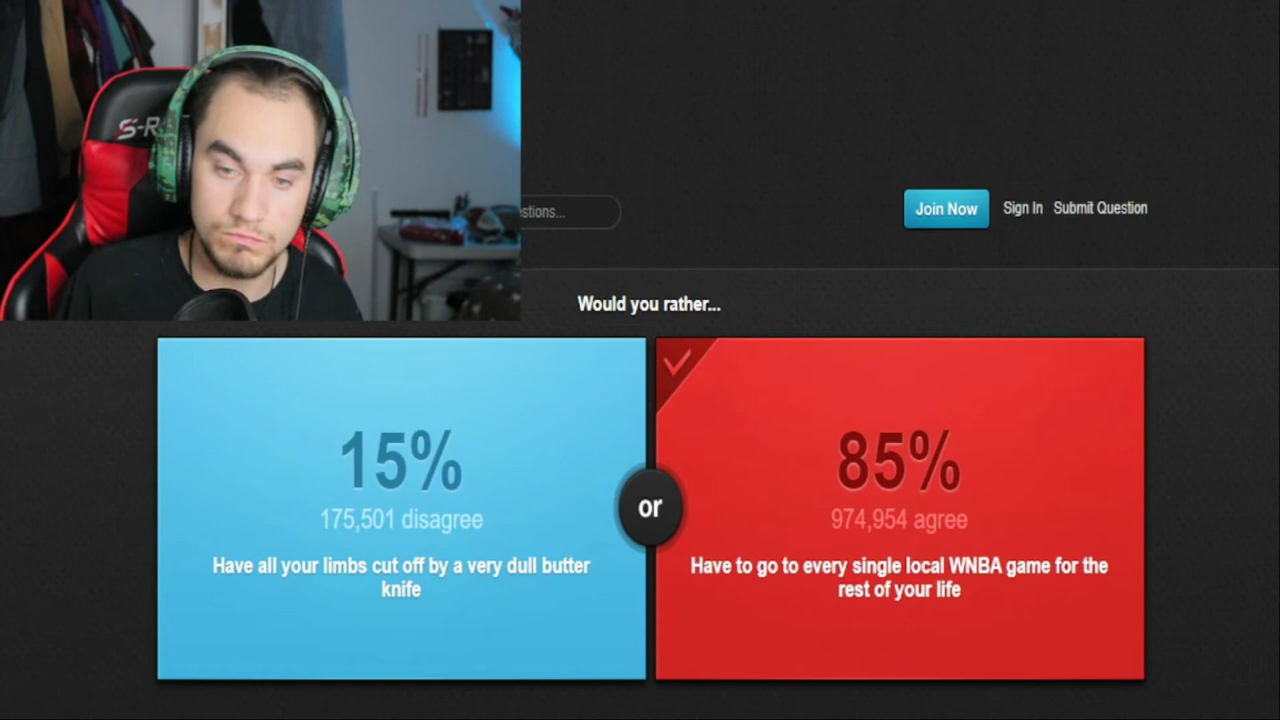 S-R
stions...
Join Now
Sign In
Submit Question
Would you rather...
15%
175,501 disagree
Have all your limbs cut off by a very dull butter
knife
or
85%
974,954 agree
Have to go to every single local WNBA game for the
rest of your life